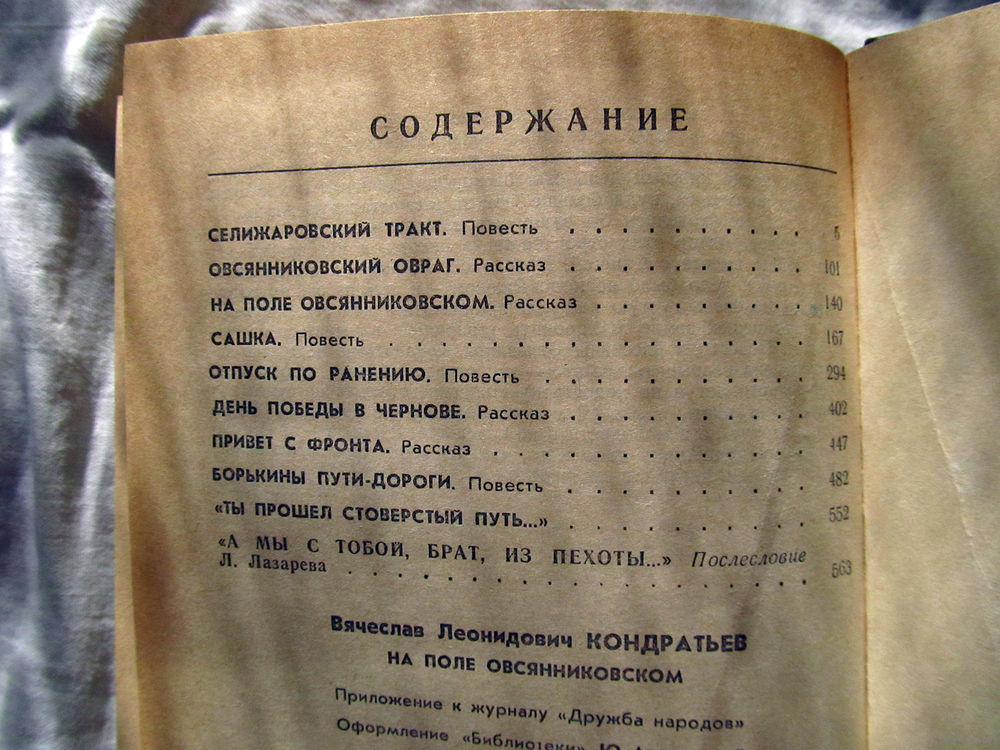 СОДЕРЖАНИЕ
СЕЛИЖАРОВСКИЙ ТРАКТ. Повесть . . . . . . . . . . 5
ОВСЯННИКОВСКИЙ ОВРАГ. Рассказ . . . . . . . . . . 101
НА ПОЛЕ ОВСЯННИКОВСКОМ. Рассказ . . . . . . . . . 140
САШКА. Повесть . . . . . . . . . . . . . . . . 167
ОТПУСК ПО РАНЕНИЮ. Повесть . . . . . . . . . . 294
ДЕНЬ ПОБЕДЫ В ЧЕРНОВЕ. Рассказ . . . . . . . . . 402
ПРИВЕТ С ФРОНТА. Рассказ . . . . . . . . . . . . 447
БОРЬКИНЫ ПУТИ-ДОРОГИ. Повесть . . . . . . . . . 482
«ТЫ ПРОШЕЛ СТОВЕРСТЫЙ ПУТЬ...» . . . . . . . . . 552
«А МЫ С ТОБОЙ, БРАТ, ИЗ ПЕХОТЫ...» Послесловие
Л. Лазарева . . . . . . . . . . . . . . . . . . 563
Вячеслав Леонидович КОНДРАТЬЕВ
НА ПОЛЕ ОВСЯННИКОВСКОМ
Приложение к журналу «Дружба народов»
Оформление «Библиотеки» Ю.